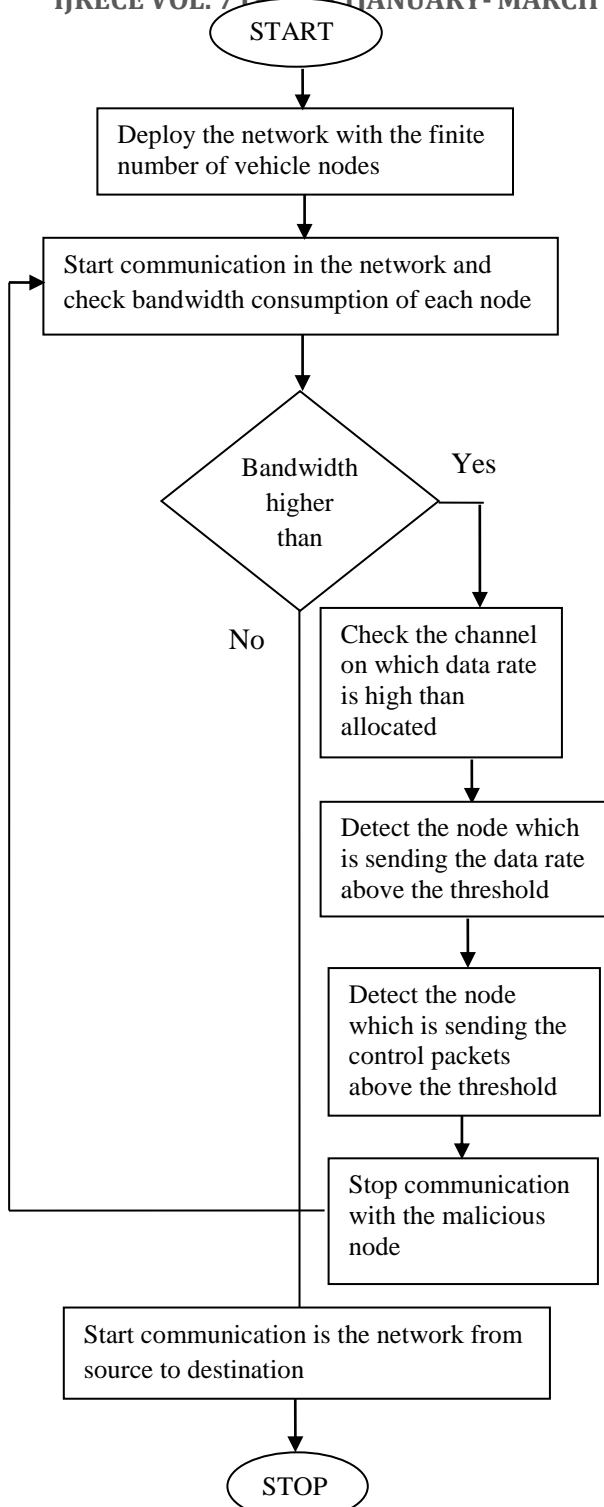 IJRECE VOL. 7
JANUARY- MARCH
START
Deploy the network with the finite
number of vehicle nodes
Start communication in the network and
check bandwidth consumption of each node
Bandwidth
higher
than
Yes
No
Check the channel
on which data rate
is high than
allocated
Detect the node which
is sending the data rate
above the threshold
Detect the node
which is sending the
control packets
above the threshold
Stop communication
with the malicious
node
Start communication is the network from
source to destination
STOP